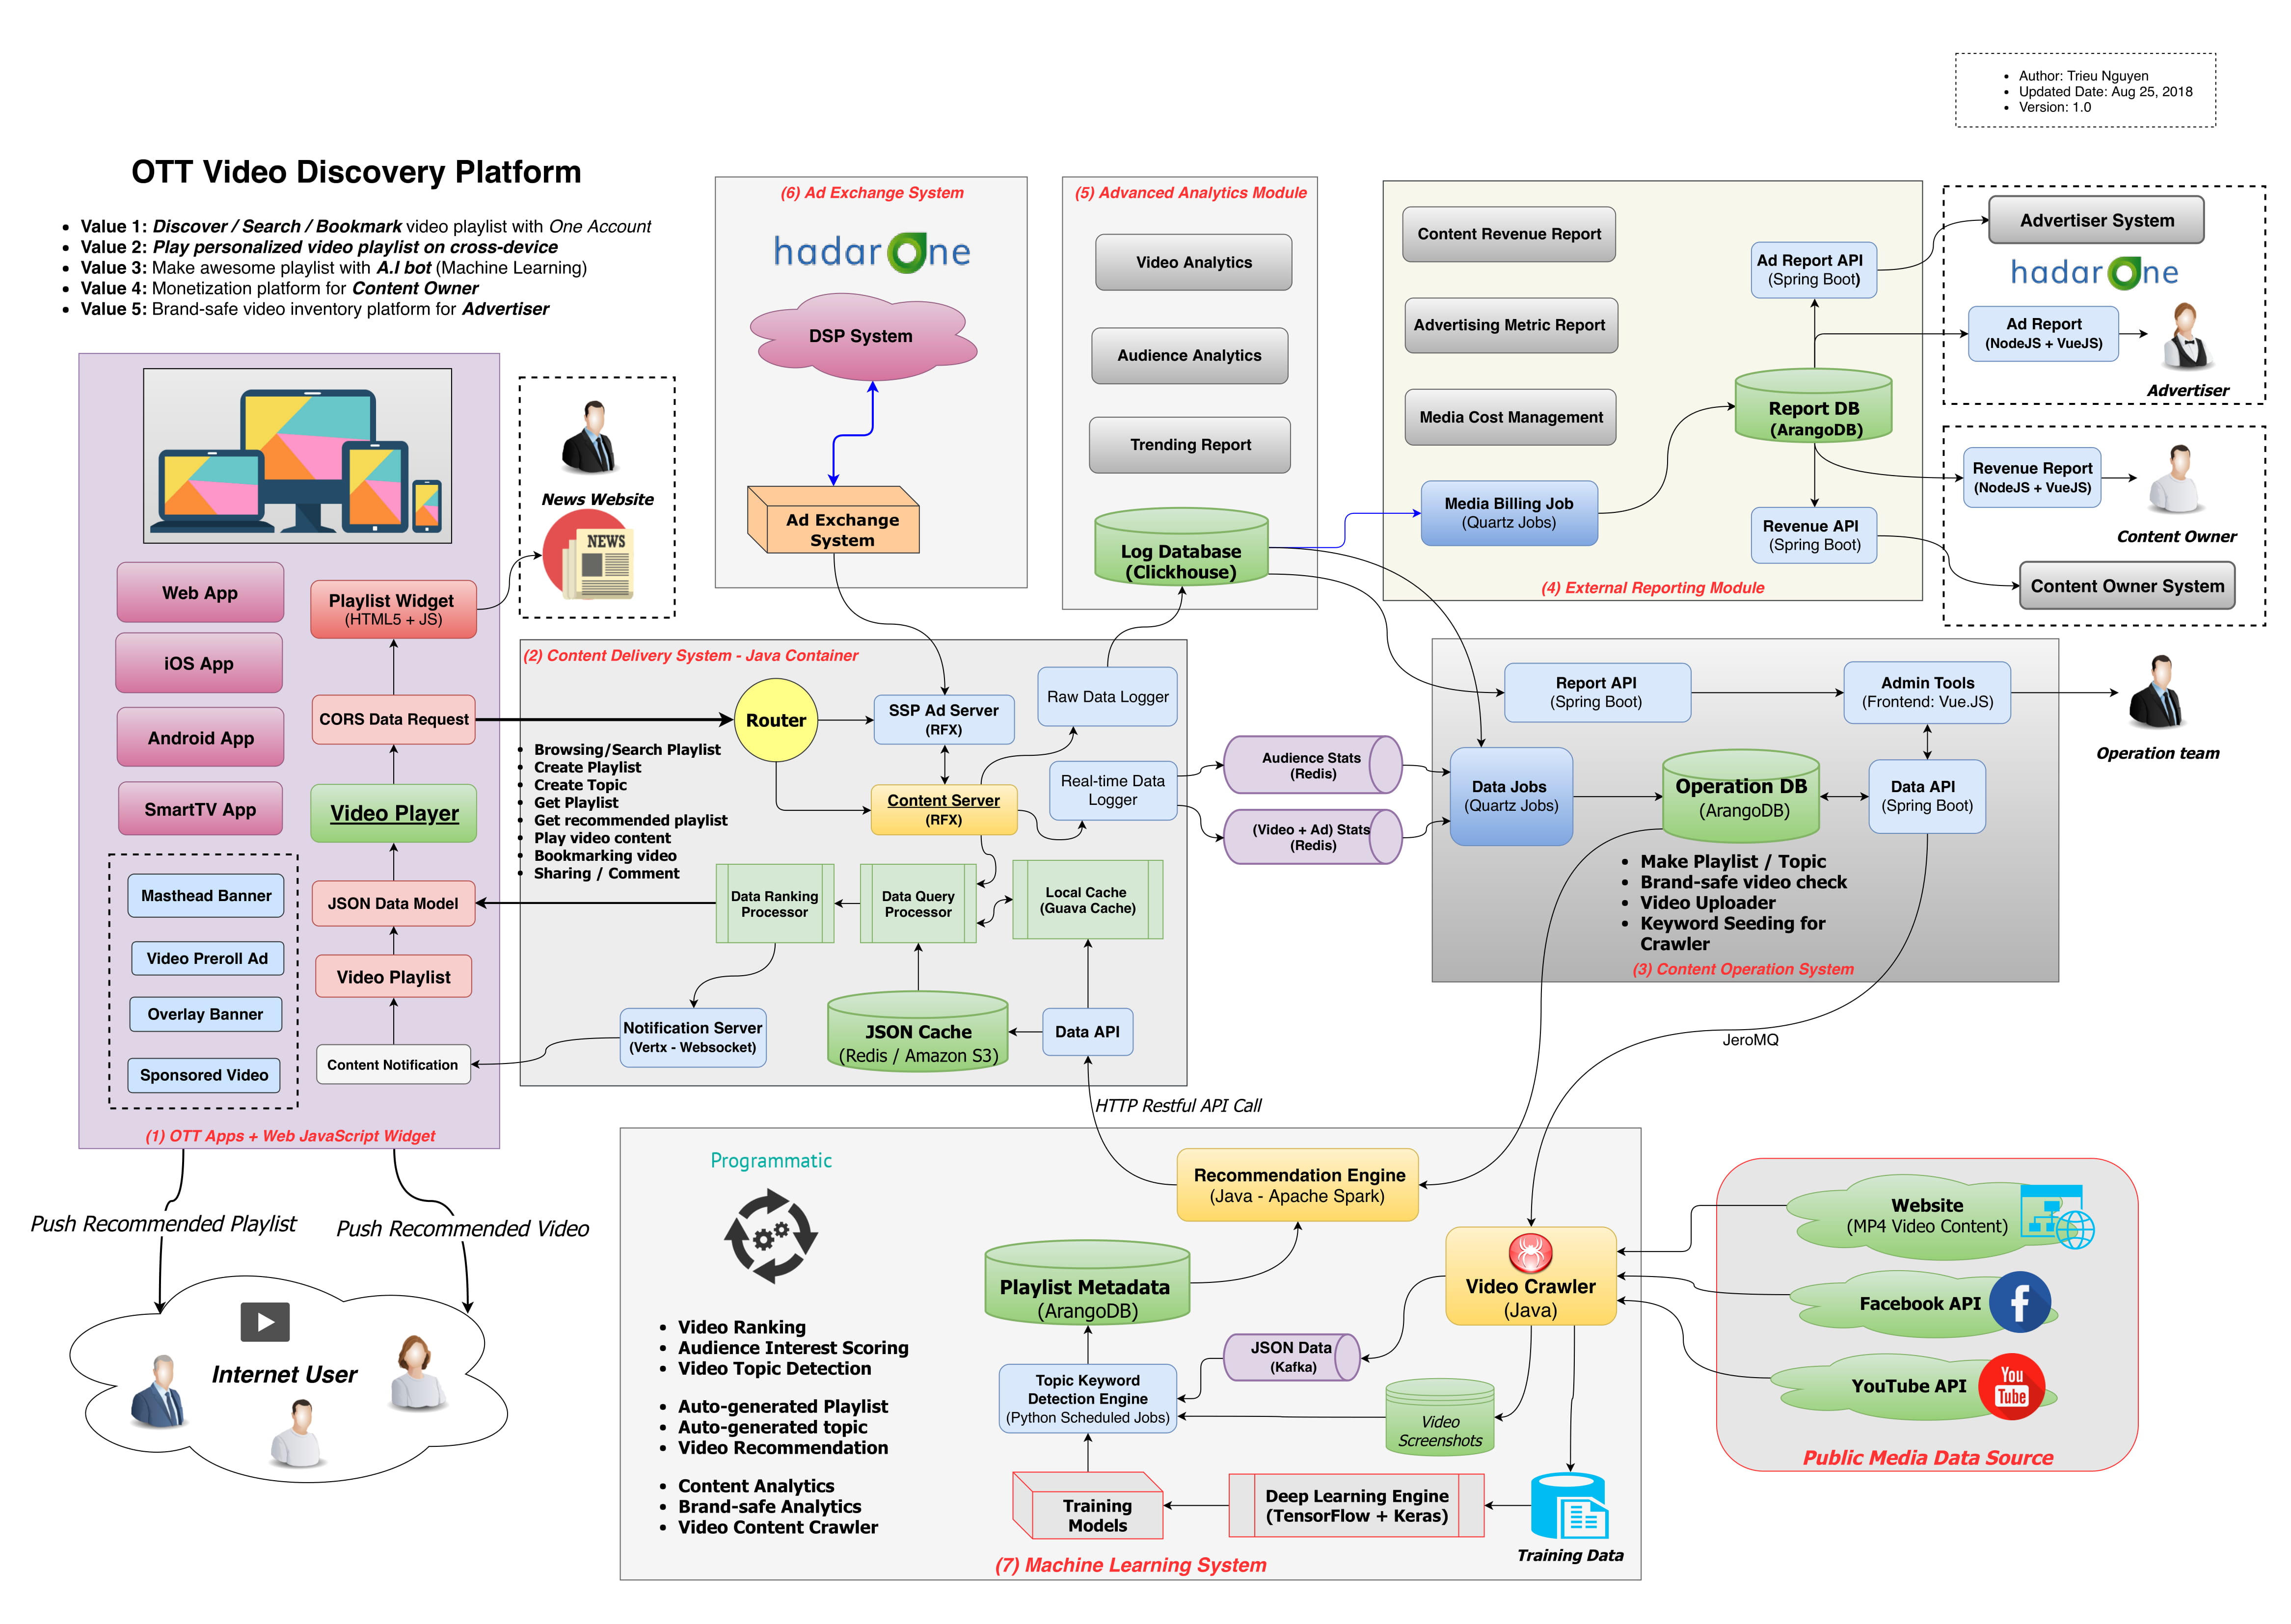 Author: Trieu Nguyen
Updated Date: Aug 25, 2018
Version: 1.0
OTT Video Discovery Platform
Value 1: Discover / Search / Bookmark video playlist with One Account
Value 2: Play personalized video playlist on cross-device
Value 3: Make awesome playlist with A.I bot (Machine Learning)
Value 4: Monetization platform for Content Owner
Value 5: Brand-safe video inventory platform for Advertiser
Web App
iOS App
Android App
SmartTV App
Masthead Banner
Video Preroll Ad
Overlay Banner
Sponsored Video
Playlist Widget
(HTML5 + JS)
CORS Data Request
Video Player
JSON Data Model
Video Playlist
Content Notification
(1) OTT Apps + Web JavaScript Widget
News Website
NEWS
Push Recommended Playlist
Push Recommended Video
Internet User
(6) Ad Exchange System
hadarone
DSP System
Ad Exchange
System
(5) Advanced Analytics Module
Video Analytics
Audience Analytics
Trending Report
Log Database
(Clickhouse)
Content Revenue Report
Advertising Metric Report
Media Cost Management
Media Billing Job
(Quartz Jobs)
Ad Report API
(Spring Boot)
Report DB
(ArangoDB)
Revenue API
(Spring Boot)
(4) External Reporting Module
Advertiser System
hadarone
Ad Report
(NodeJS + VueJS)
Advertiser
Revenue Report
(NodeJS + VueJS)
Content Owner
Content Owner System
(2) Content Delivery System - Java Container
Router
Browsing/Search Playlist
Create Playlist
Create Topic
Get Playlist
Get recommended playlist
Play video content
Bookmarking video
Sharing / Comment
SSP Ad Server
(RFX)
Content Server
(RFX)
Raw Data Logger
Real-time Data
Logger
Data Ranking
Processor
Data Query
Processor
Local Cache
(Guava Cache)
Notification Server
(Vertx - Websocket)
JSON Cache
(Redis / Amazon S3)
Data API
Audience Stats
(Redis)
(Video + Ad) Stats
(Redis)
Report API
(Spring Boot)
Admin Tools
(Frontend: Vue.JS)
Operation team
Data Jobs
(Quartz Jobs)
Operation DB
(ArangoDB)
Data API
(Spring Boot)
Make Playlist / Topic
Brand-safe video check
Video Uploader
Keyword Seeding for
Crawler
(3) Content Operation System
JeroMQ
HTTP Restful API Call
Programmatic
Video Ranking
Audience Interest Scoring
Video Topic Detection
Auto-generated Playlist
Auto-generated topic
Video Recommendation
Content Analytics
Brand-safe Analytics
Video Content Crawler
Recommendation Engine
(Java - Apache Spark)
Playlist Metadata
(ArangoDB)
Video Crawler
(Java)
JSON Data
(Kafka)
Topic Keyword
Detection Engine
(Python Scheduled Jobs)
Video
Screenshots
Training
Models
Deep Learning Engine
(TensorFlow + Keras)
Training Data
(7) Machine Learning System
Website
(MP4 Video Content)
Facebook API
f
YouTube API
You
Tube
Public Media Data Source